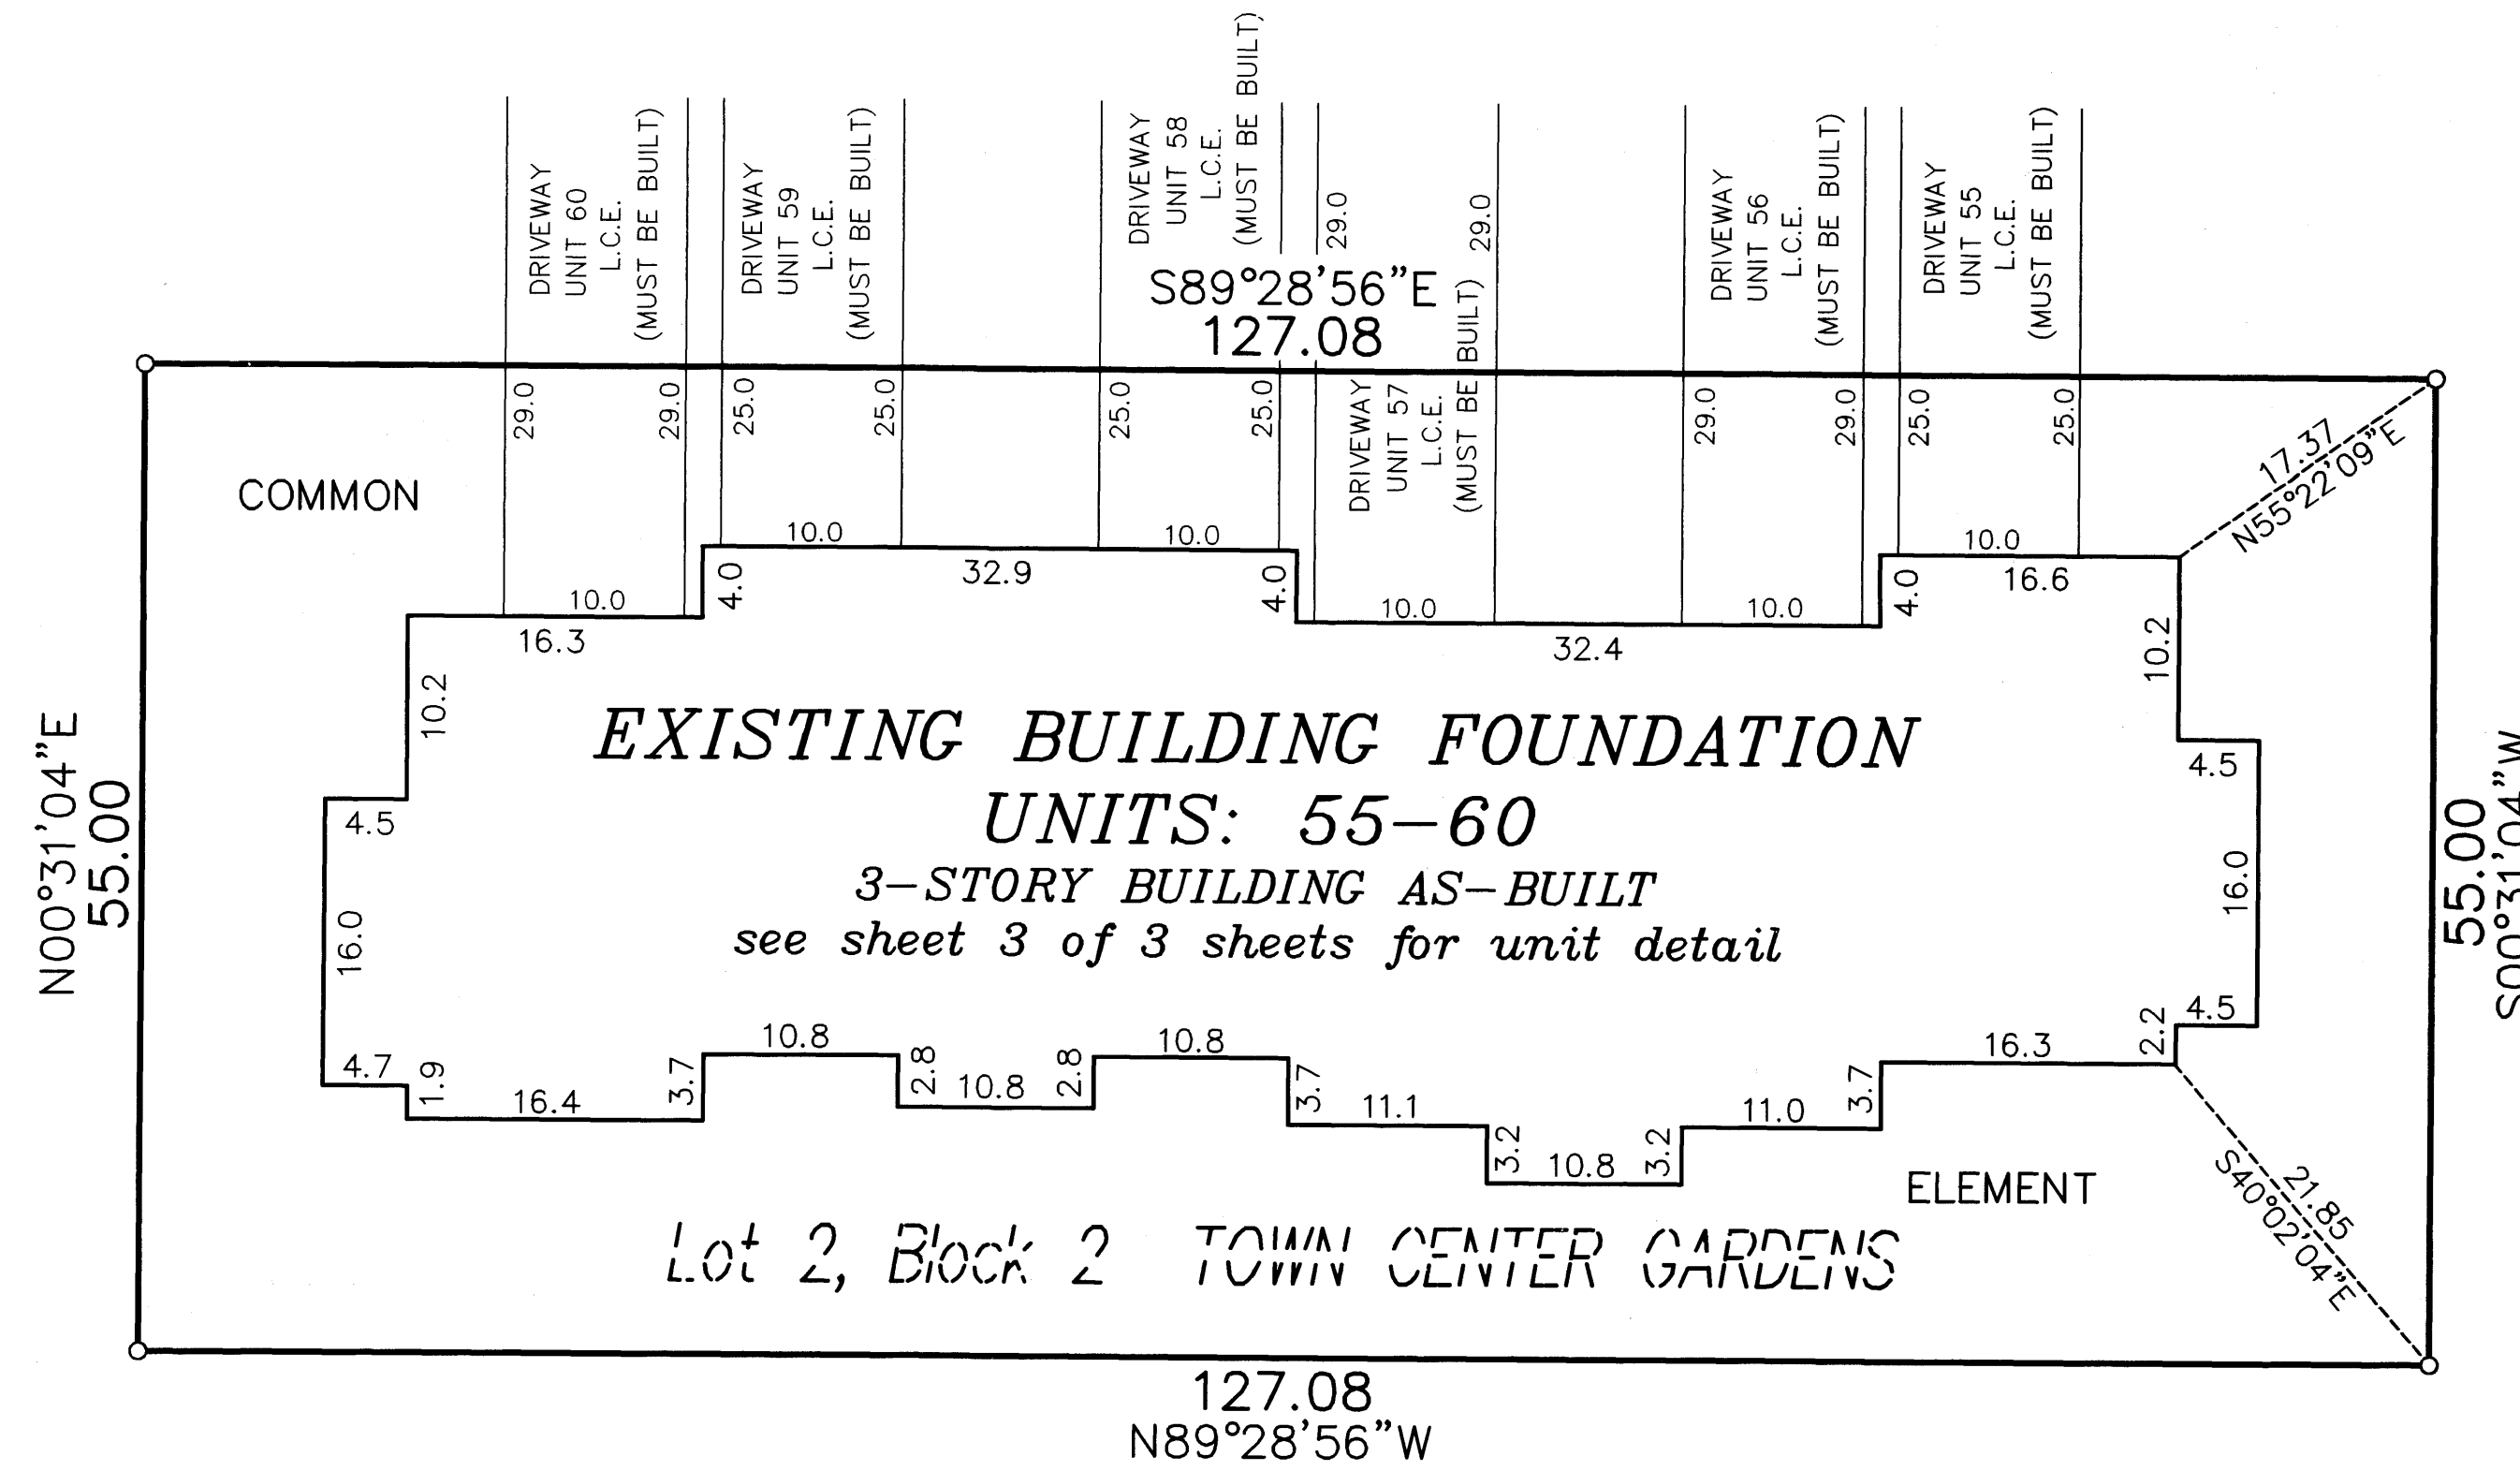 DRIVEWAY
UNIT 60
L.C.E.
(MUST BE BUILT)
DRIVEWAY
UNIT 59
L.C.E.
(MUST BE BUILT)
DRIVEWAY
UNIT 58
L.C.E.
(MUST BE BUILT)
29.0
29.0
DRIVEWAY
UNIT 56
L.C.E.
(MUST BE BUILT)
DRIVEWAY
UNIT 55
L.C.E.
(MUST BE BUILT)
S89°28'56"E
127.08
29.0
29.0
25.0
25.0
25.0
25.0
DRIVEWAY
UNIT 57
L.C.E.
(MUST BE BUILT)
29.0
29.0
25.0
25.0
17.37
N55°22'09"E
COMMON
10.0
10.0
10.0
32.9
16.6
4.0
4.0
4.0
10.0
10.0
10.0
16.3
32.4
10.2
10.2
EXISTING BUILDING FOUNDATION
UNITS: 55-60
3-STORY BUILDING AS-BUILT
see sheet 3 of 3 sheets for unit detail
N00°31'04"E
55.00
55.00
S00°31'04"W
4.5
4.5
16.0
16.0
4.5
2.2
4.7
1.9
16.4
3.7
10.8
2.8
10.8
2.8
10.8
3.7
11.1
3.2
10.8
3.2
11.0
3.7
16.3
ELEMENT
21.85
S40°02'04"E
Lot 2, Block 2 TOWN CENTER GARDENS
127.08
N89°28'56"W